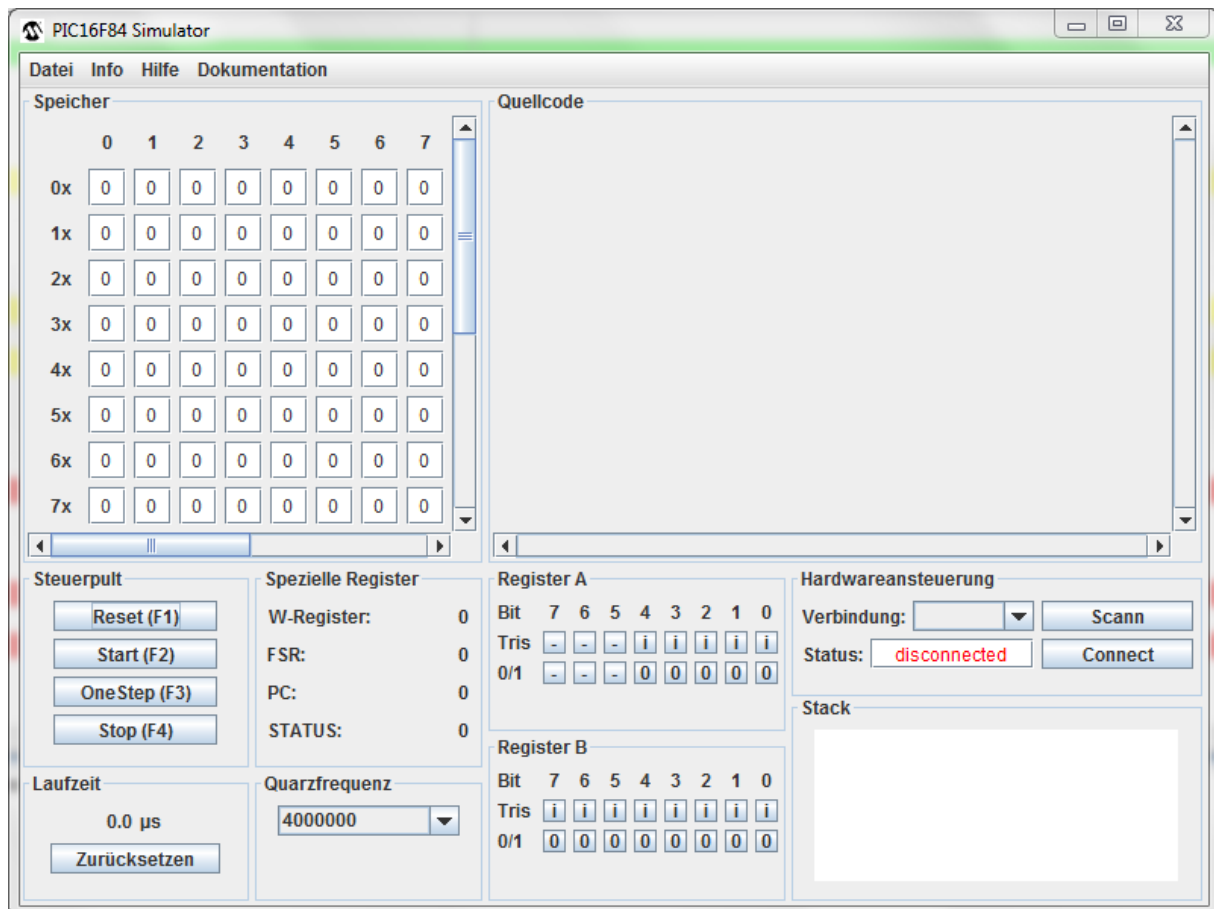 PIC16F84 Simulator
Datei Info Hilfe Dokumentation
Speicher
0 1 2 3 4 5 6 7
0x 0 0 0 0 0 0 0 0
1x 0 0 0 0 0 0 0 0
2x 0 0 0 0 0 0 0 0
3x 0 0 0 0 0 0 0 0
4x 0 0 0 0 0 0 0 0
5x 0 0 0 0 0 0 0 0
6x 0 0 0 0 0 0 0 0
7x 0 0 0 0 0 0 0 0
Quellcode
Steuerpult
Reset (F1)
Start (F2)
OneStep (F3)
Stop (F4)
Spezielle Register
W-Register: 0
FSR: 0
PC: 0
STATUS: 0
Register A
Bit 7 6 5 4 3 2 1 0
Tris - - - i i i i i
0/1 - - - 0 0 0 0 0
Hardwareansteuerung
Verbindung: Scann
Status: disconnected Connect
Laufzeit
0.0 µs
Zurücksetzen
Quarzfrequenz
4000000
Register B
Bit 7 6 5 4 3 2 1 0
Tris i i i i i i i i
0/1 0 0 0 0 0 0 0 0
Stack